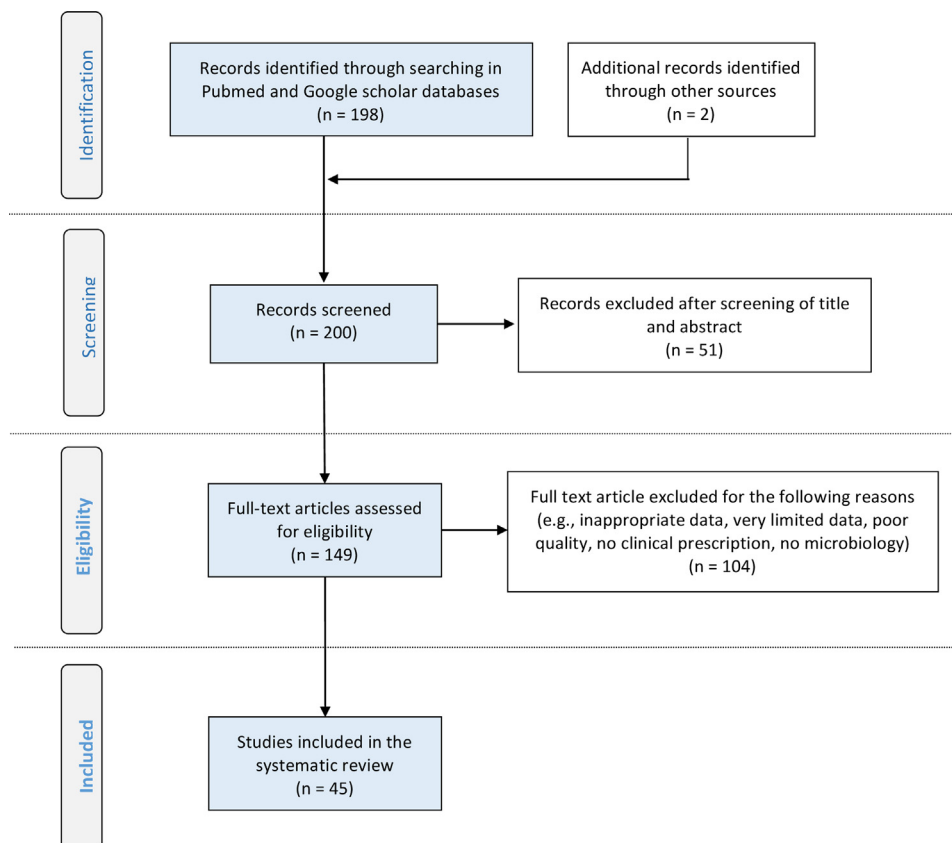 Identification
Records identified through searching in
Pubmed and Google scholar databases
(n = 198)
Additional records identified
through other sources
(n = 2)
Screening
Records screened
(n = 200)
Records excluded after screening of title
and abstract
(n = 51)
Eligibility
Full-text articles assessed
for eligibility
(n = 149)
Full text article excluded for the following reasons
(e.g., inappropriate data, very limited data, poor
quality, no clinical prescription, no microbiology)
(n = 104)
Included
Studies included in the
systematic review
(n = 45)